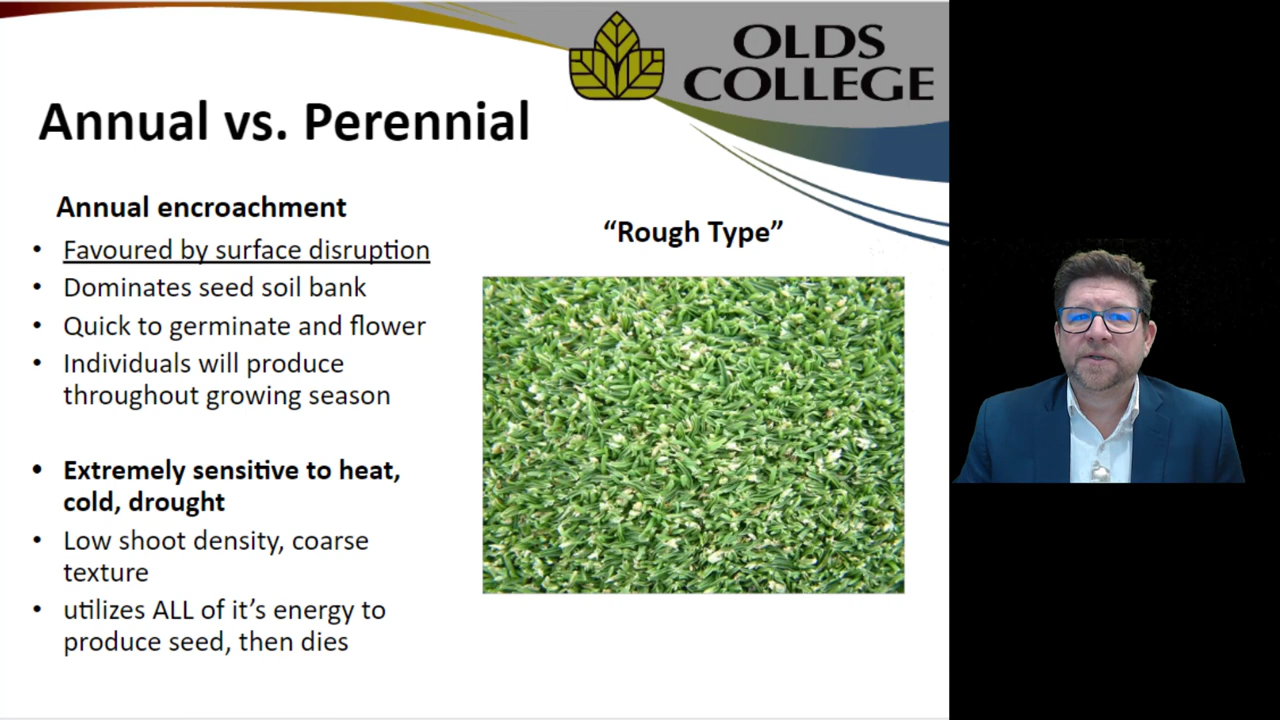 OLDS
COLLEGE
Annual vs. Perennial
Annual encroachment
• Favoured by surface disruption
• Dominates seed soil bank
• Quick to germinate and flower
• Individuals will produce
throughout growing season
• Extremely sensitive to heat,
cold, drought
• Low shoot density, coarse
texture
• utilizes ALL of it’s energy to
produce seed, then dies
“Rough Type”